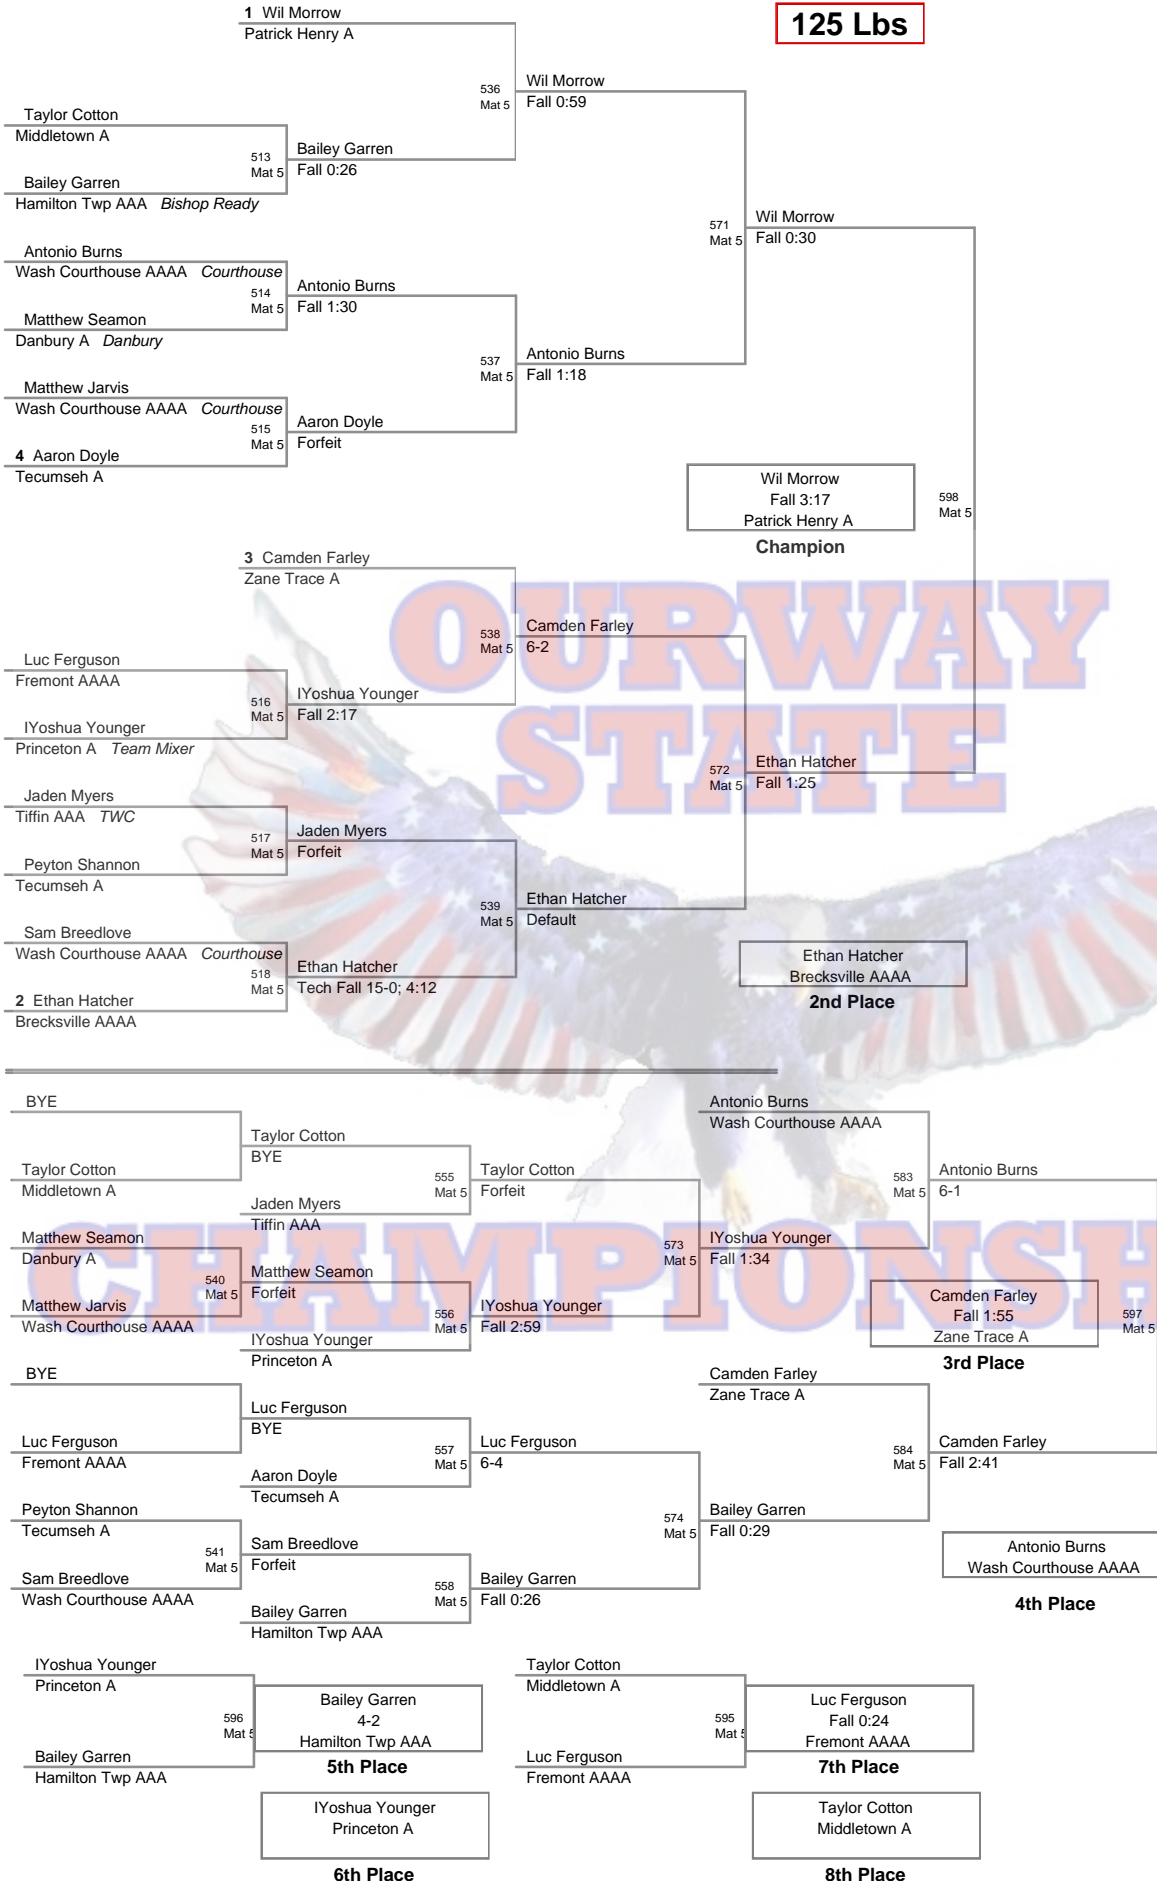 125 Lbs
1 Wil Morrow
Patrick Henry A
536
Mat 5
Wil Morrow
Fall 0:59
Taylor Cotton
Middletown A
513
Mat 5
Bailey Garren
Fall 0:26
Bailey Garren
Hamilton Twp AAA Bishop Ready
571
Mat 5
Wil Morrow
Fall 0:30
Antonio Burns
Wash Courthouse AAAA Courthouse
514
Mat 5
Antonio Burns
Fall 1:30
Matthew Seamon
Danbury A Danbury
537
Mat 5
Antonio Burns
Fall 1:18
Matthew Jarvis
Wash Courthouse AAAA Courthouse
515
Mat 5
Aaron Doyle
Forfeit
4 Aaron Doyle
Tecumseh A
Wil Morrow
Fall 3:17
Patrick Henry A
Champion
598
Mat 5
3 Camden Farley
Zane Trace A
OURWAY
STATE
538
Mat 5
Camden Farley
6-2
Luc Ferguson
Fremont AAAA
516
Mat 5
IYoshua Younger
Fall 2:17
IYoshua Younger
Princeton A Team Mixer
572
Mat 5
Ethan Hatcher
Fall 1:25
Jaden Myers
Tiffin AAA TWC
517
Mat 5
Jaden Myers
Forfeit
Peyton Shannon
Tecumseh A
539
Mat 5
Ethan Hatcher
Default
Sam Breedlove
Wash Courthouse AAAA Courthouse
518
Mat 5
Ethan Hatcher
Tech Fall 15-0; 4:12
2 Ethan Hatcher
Brecksville AAAA
Ethan Hatcher
Brecksville AAAA
2nd Place
BYE
Taylor Cotton
BYE
Taylor Cotton
Middletown A
555
Mat 5
Taylor Cotton
Forfeit
Jaden Myers
Tiffin AAA
Antonio Burns
Wash Courthouse AAAA
583
Mat 5
Antonio Burns
6-1
CHAMPIONSH
Matthew Seamon
Danbury A
540
Mat 5
Matthew Seamon
Forfeit
Matthew Jarvis
Wash Courthouse AAAA
573
Mat 5
IYoshua Younger
Fall 1:34
556
Mat 5
IYoshua Younger
Fall 2:59
IYoshua Younger
Princeton A
Camden Farley
Fall 1:55
Zane Trace A
3rd Place
597
Mat 5
BYE
Luc Ferguson
BYE
Luc Ferguson
Fremont AAAA
557
Mat 5
Luc Ferguson
6-4
Aaron Doyle
Tecumseh A
Camden Farley
Zane Trace A
584
Mat 5
Camden Farley
Fall 2:41
Peyton Shannon
Tecumseh A
541
Mat 5
Sam Breedlove
Forfeit
Sam Breedlove
Wash Courthouse AAAA
574
Mat 5
Bailey Garren
Fall 0:29
558
Mat 5
Bailey Garren
Fall 0:26
Bailey Garren
Hamilton Twp AAA
Antonio Burns
Wash Courthouse AAAA
4th Place
IYoshua Younger
Princeton A
596
Mat 5
Bailey Garren
Hamilton Twp AAA
Bailey Garren
4-2
Hamilton Twp AAA
5th Place
IYoshua Younger
Princeton A
6th Place
Taylor Cotton
Middletown A
595
Mat 5
Luc Ferguson
Fremont AAAA
Luc Ferguson
Fall 0:24
Fremont AAAA
7th Place
Taylor Cotton
Middletown A
8th Place